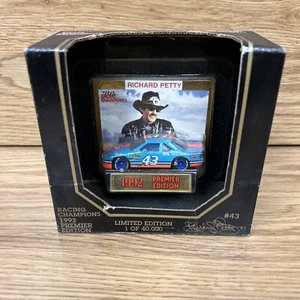 RICHARD PETTY
43
1992 PREMIER EDITION
RACING CHAMPIONS 1992 PREMIER EDITION
LIMITED EDITION
1 OF 40,000
#43